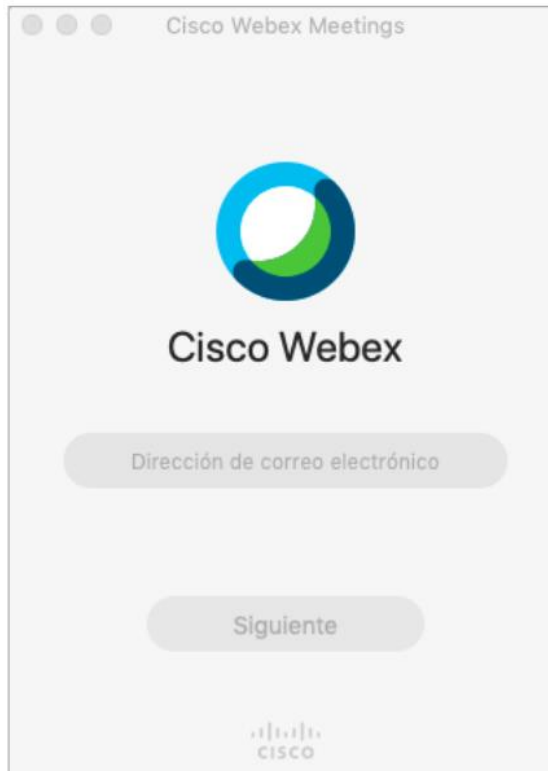 Cisco Webex Meetings
Cisco Webex
Dirección de correo electrónico
Siguiente
CISCO